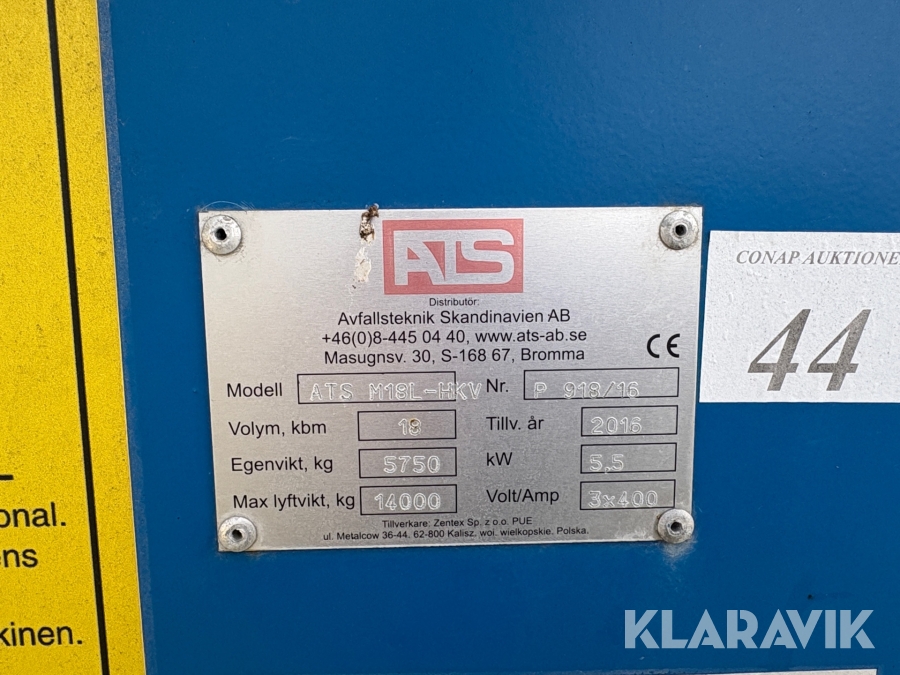 ATS
Distributör:
Avfallsteknik Skandinavien AB
+46(0)8-445 04 40, www.ats-ab.se
Masugnsv. 30, S-168 67, Bromma
CE
Modell ATS M18L-HKV Nr. P 918/16
Volym, kbm 18 Tillv. år 2016
Egenvikt, kg 5750 kW 5,5
Max lyftvikt, kg 14000 Volt/Amp 3x400
Tillverkare: Zentex Sp. z o.o. PUE
ul. Metalcow 36-44. 62-800 Kalisz. woi. wielkopskie. Polska.
CONAP AUKTIONE
44
onal.
ens
kinen.
KLARAVIK